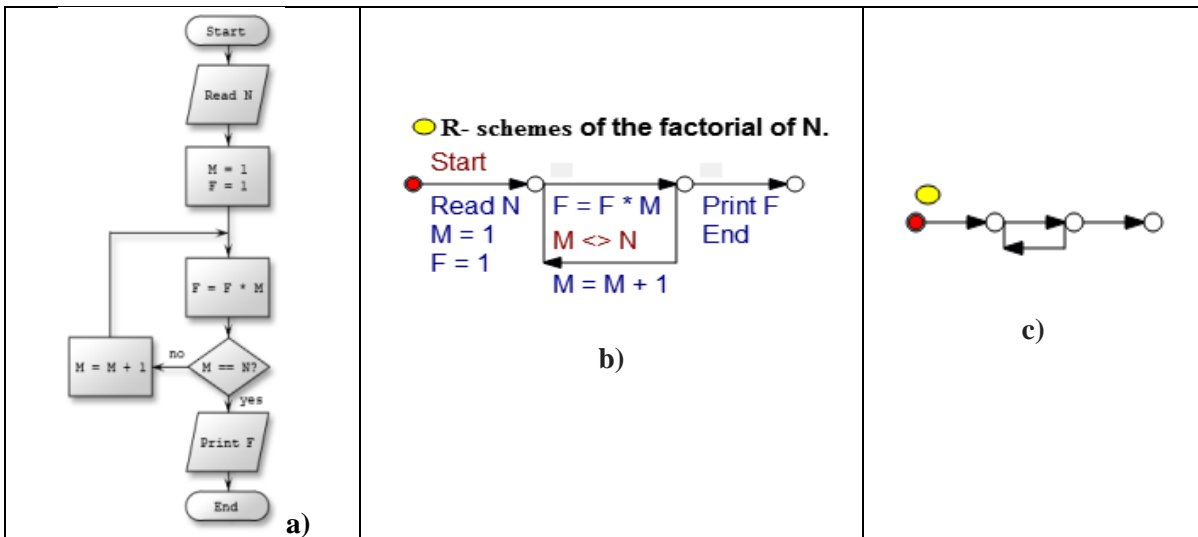 Start
Read N
M = 1
F = 1
F = F * M
M == N?
no
M = M + 1
yes
Print F
End
a)
R- schemes of the factorial of N.
Start
Read N
M = 1
F = 1
F = F * M
M <> N
M = M + 1
Print F
End
b)
c)